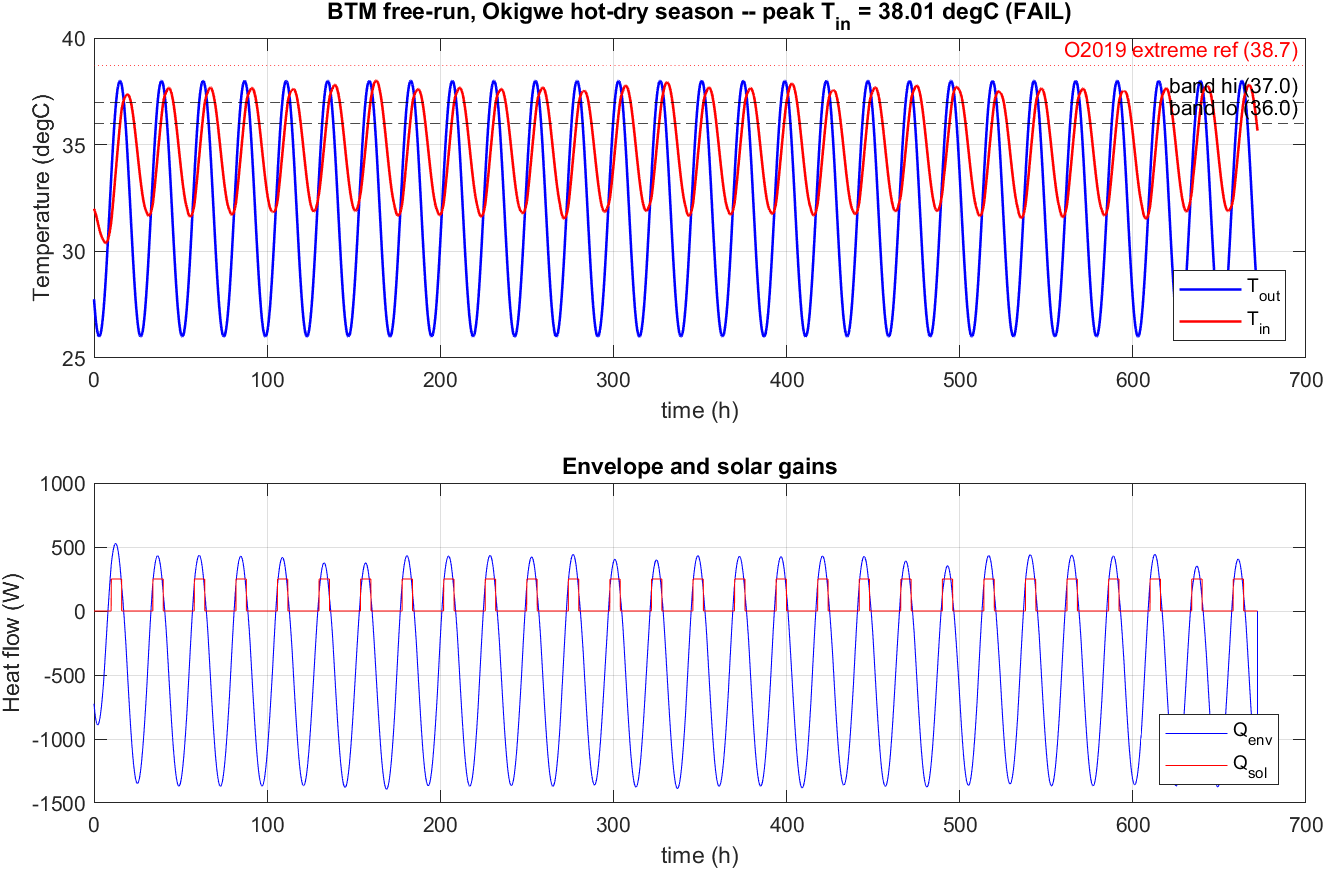 BTM free-run, Okigwe hot-dry season -- peak T_in = 38.01 degC (FAIL)
40
35
30
25
Temperature (degC)
O2019 extreme ref (38.7)
band hi (37.0)
band lo (36.0)
T_out
T_in
0 100 200 300 400 500 600 700
time (h)
Envelope and solar gains
1000
500
0
-500
-1000
-1500
Heat flow (W)
Q_env
Q_sol
0 100 200 300 400 500 600 700
time (h)